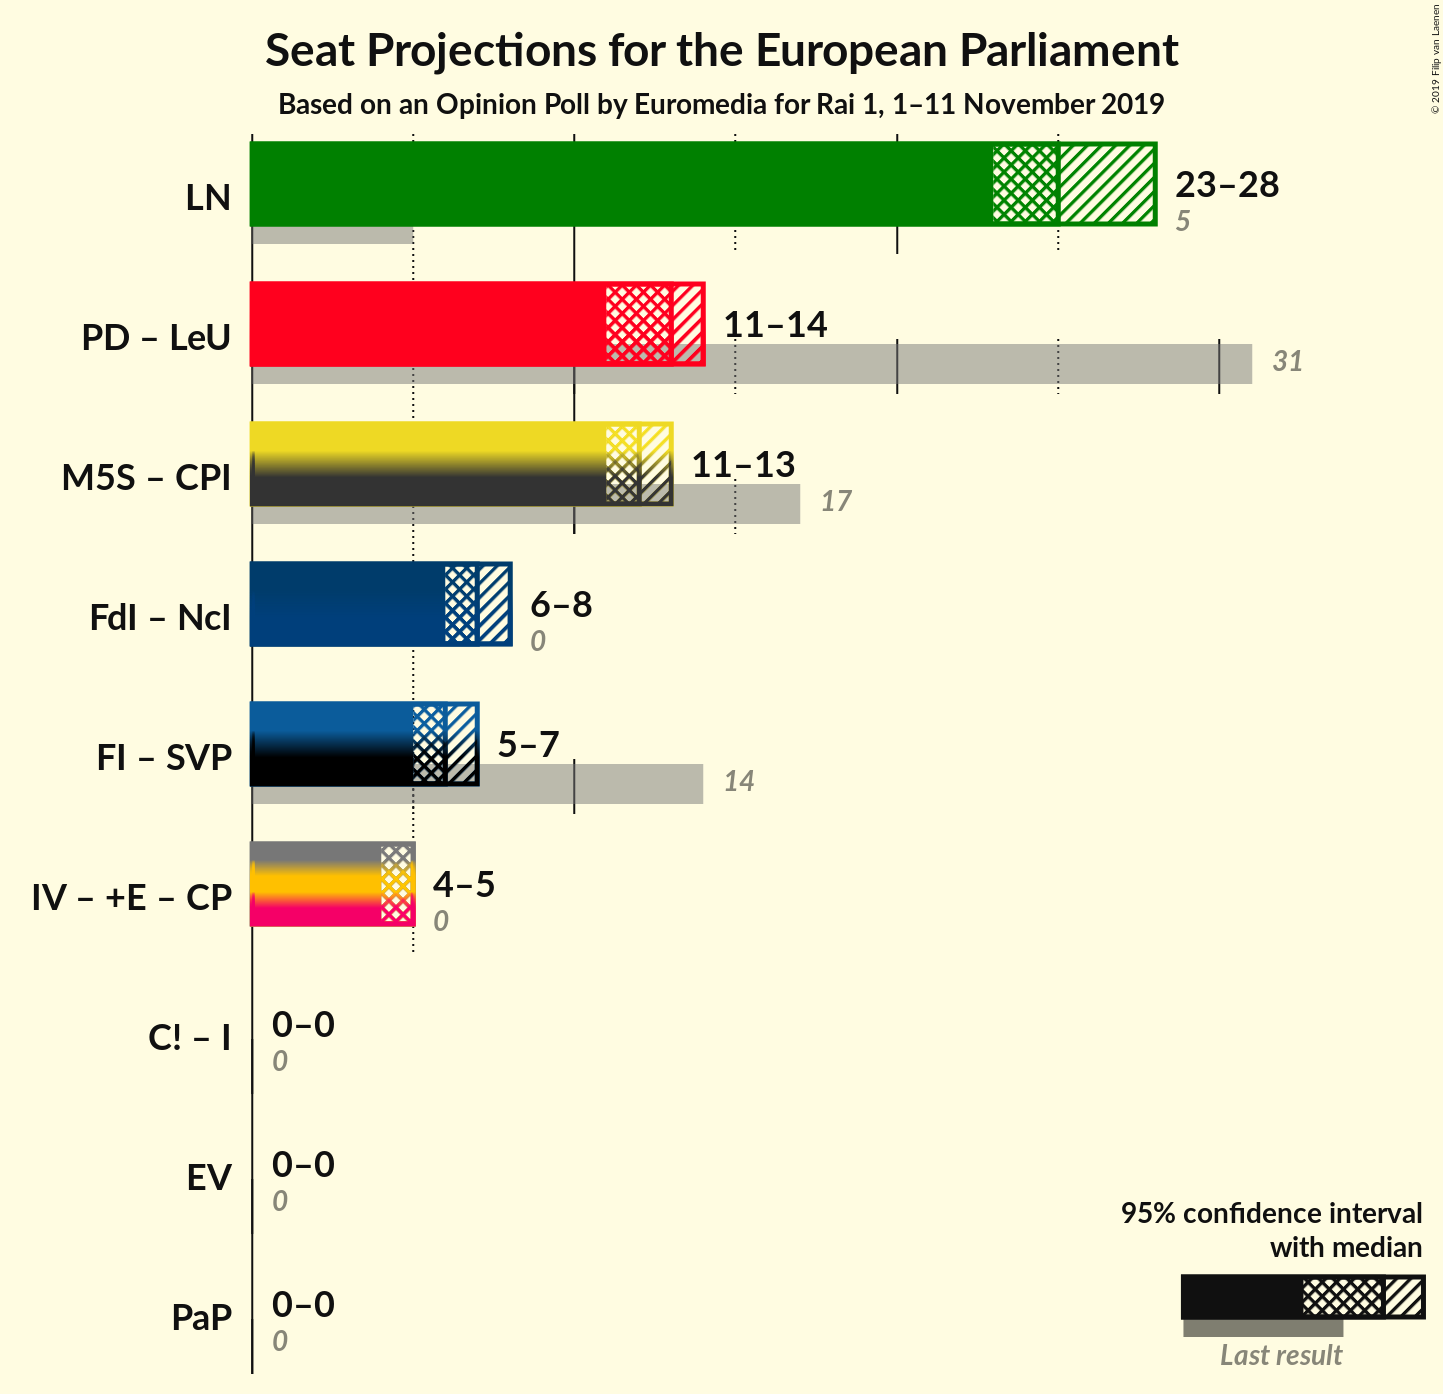 Seat Projections for the European Parliament
Based on an Opinion Poll by Euromedia for Rai 1, 1–11 November 2019
© 2019 Filip van Laenen
LN
23–28
5
PD – LeU
11–14
31
M5S – CPI
11–13
17
FdI – NcI
6–8
0
FI – SVP
5–7
14
IV – +E – CP
4–5
0
C! – I
0–0
0
EV
0–0
0
PaP
0–0
0
95% confidence interval
with median
Last result